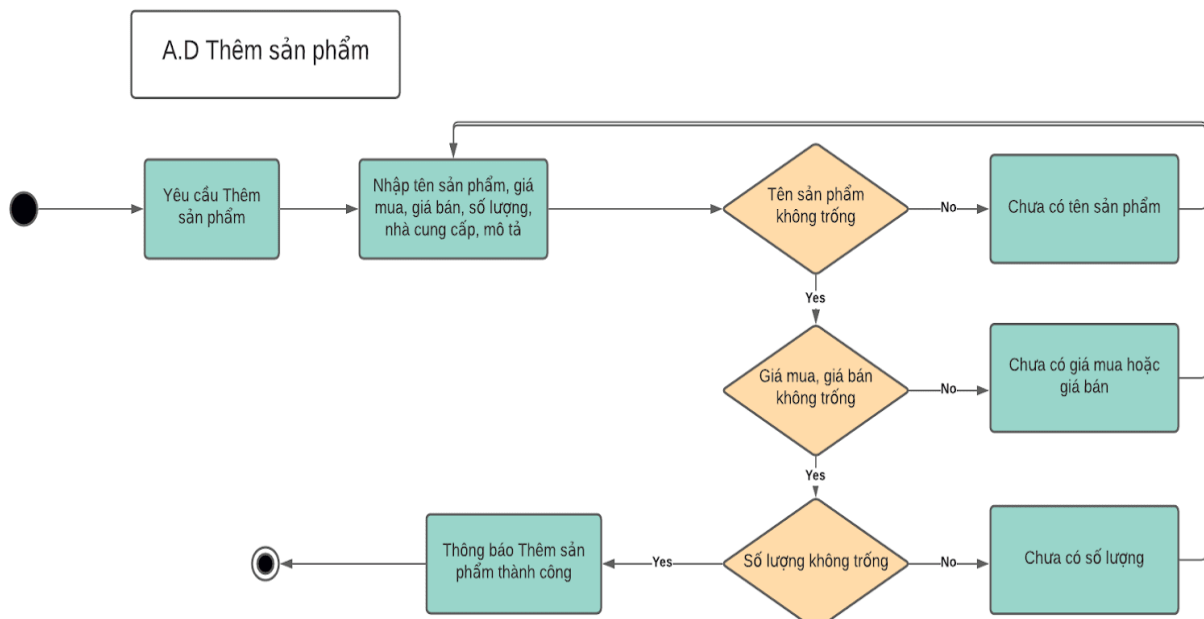 A.D Thêm sản phẩm
Yêu cầu Thêm
sản phẩm
Nhập tên sản phẩm, giá
mua, giá bán, số lượng,
nhà cung cấp, mô tả
Tên sản phẩm
không trống
No
Chưa có tên sản phẩm
Yes
Giá mua, giá bán
không trống
No
Chưa có giá mua hoặc
giá bán
Yes
Thông báo Thêm sản
phẩm thành công
Yes
Số lượng không trống
No
Chưa có số lượng